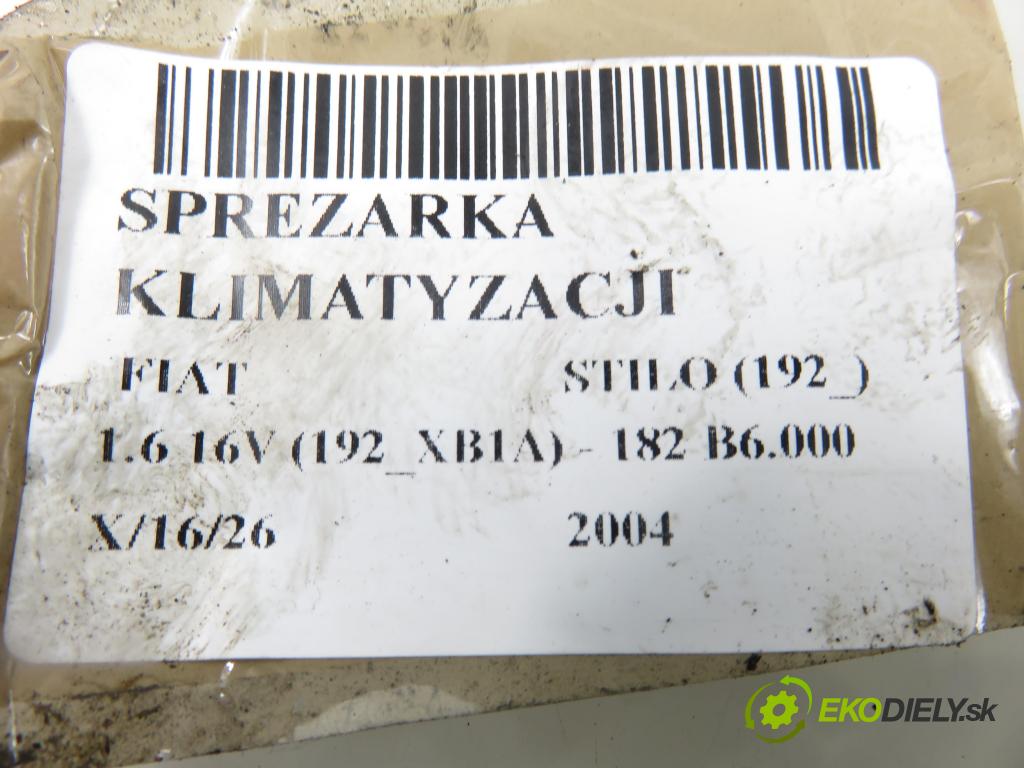 SPREZARKA
KLIMATYZACJI
FIAT STILO (192_)
1.6 16V (192_XB1A) - 182 B6.000
X/16/26 2004
EKODIELY.sk